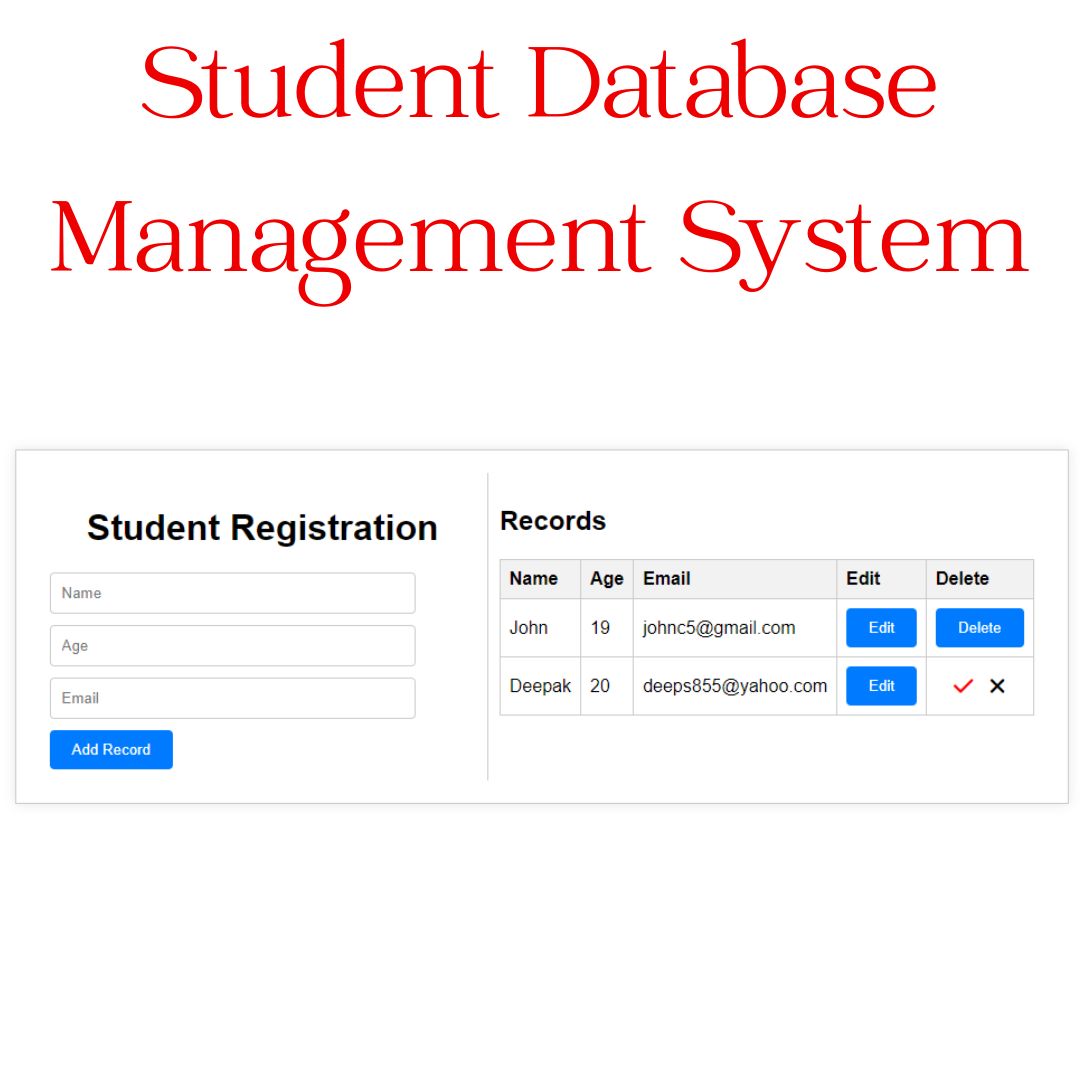 Student Database
Management System
Student Registration
Name
Age
Email
Add Record
Records
Name Age Email Edit Delete
John 19 johnc5@gmail.com Edit Delete
Deepak 20 deeps855@yahoo.com Edit